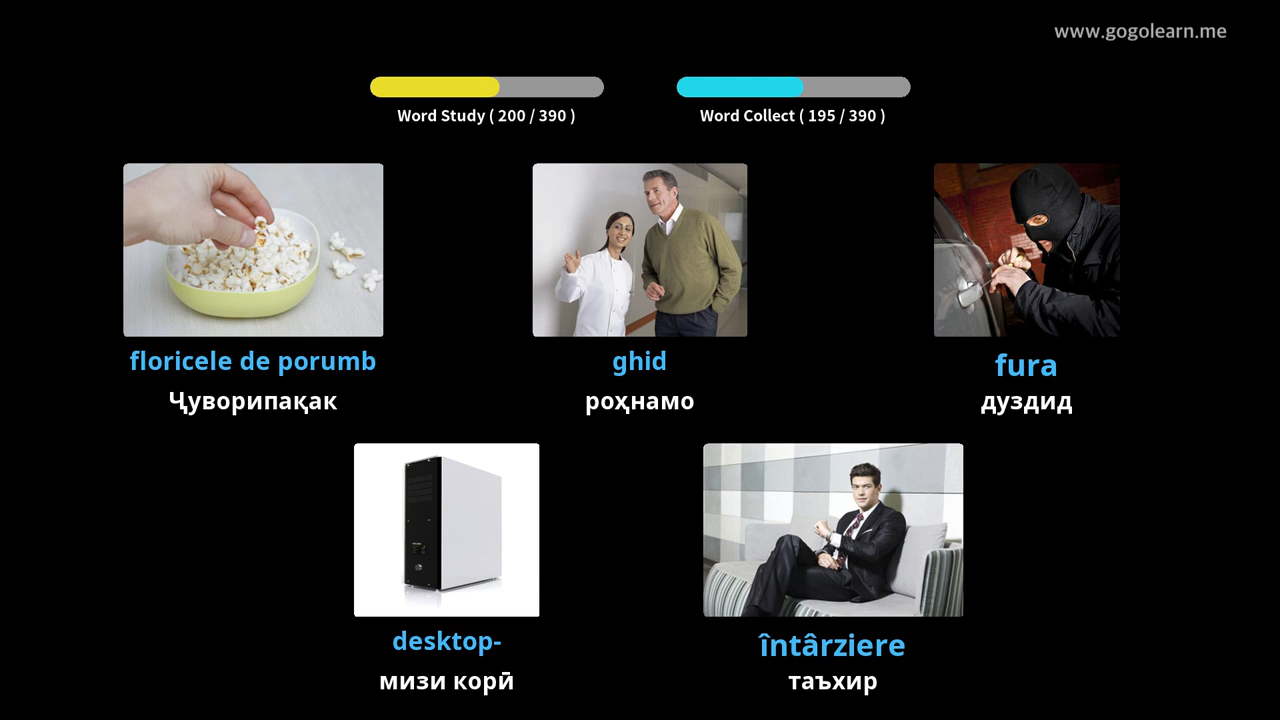 www.gogolearn.me
Word Study ( 200 / 390 )
Word Collect ( 195 / 390 )
floricele de porumb
Ҷуворипақак
ghid
роҳнамо
fura
дуздид
desktop-
мизи корӣ
întârziere
таъхир